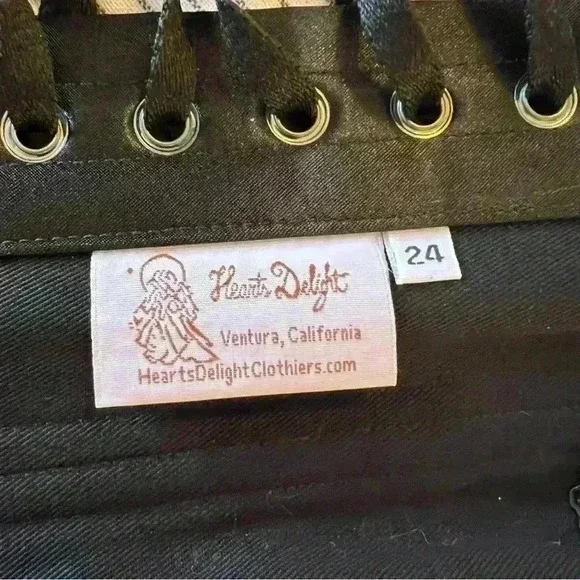 Hearts Delight
24
Ventura, California
HeartsDelightClothiers.com